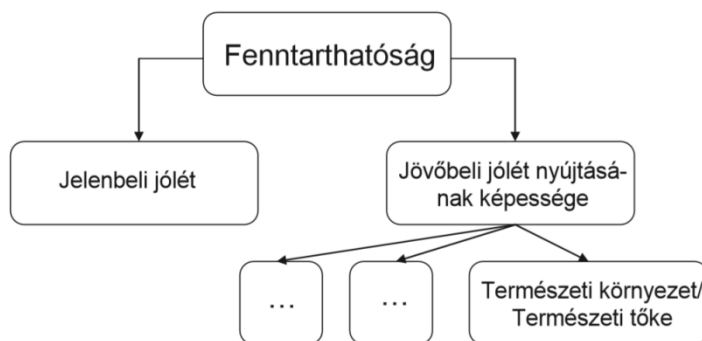 Fenntarthatóság
Jelenbeli jólét
Jövőbeli jólét nyújtásá-
nak képessége
...
...
Természeti környezet/
Természeti tőke